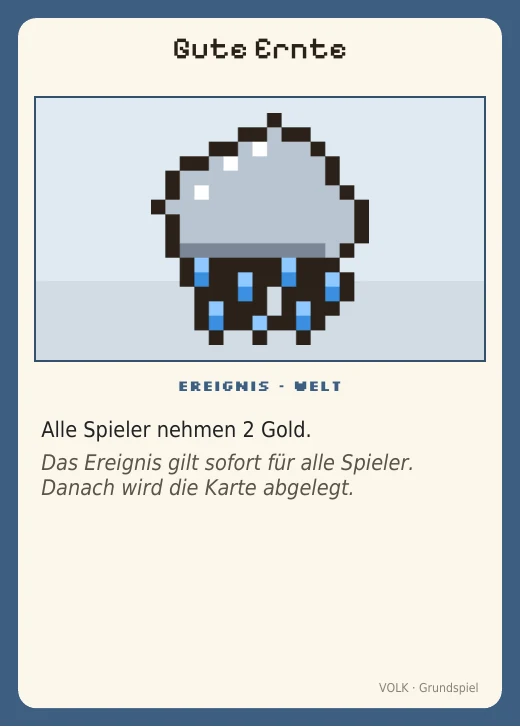 Gute Ernte
EREIGNIS - WELT
Alle Spieler nehmen 2 Gold.
Das Ereignis gilt sofort für alle Spieler.
Danach wird die Karte abgelegt.
VOLK · Grundspiel